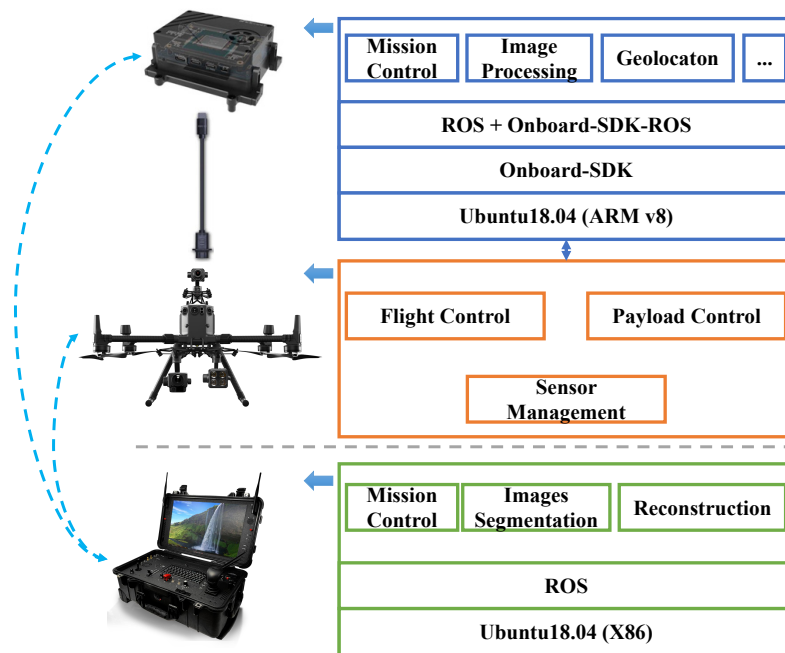 Mission
Control
Image
Processing
Geolocaton
...
ROS + Onboard-SDK-ROS
Onboard-SDK
Ubuntu18.04 (ARM v8)
Flight Control
Payload Control
Sensor
Management
Mission
Control
Images
Segmentation
Reconstruction
ROS
Ubuntu18.04 (X86)